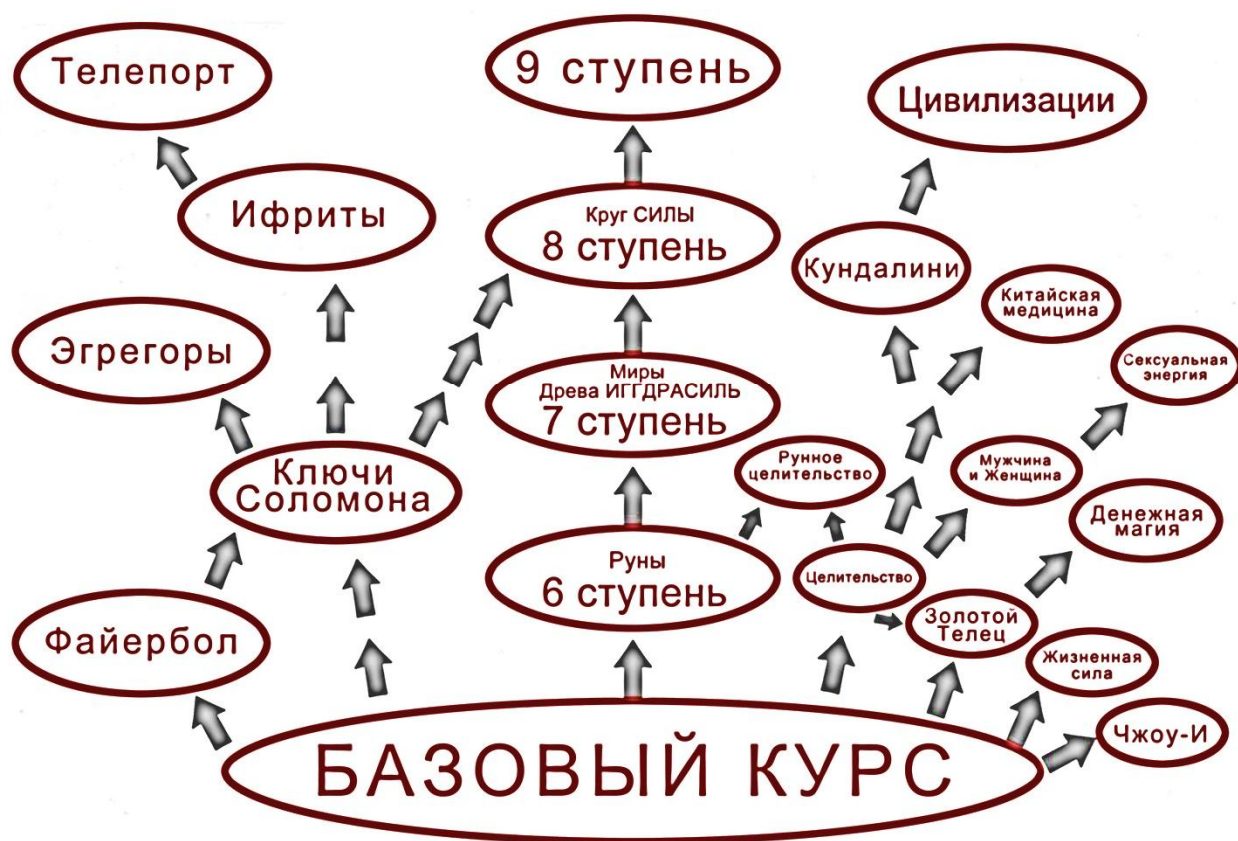 Телепорт
9 ступень
Цивилизации
Ифриты
Круг СИЛЫ
8 ступень
Кундалини
Китайская
медицина
Эгрегоры
Сексуальная
энергия
Миры
Древа ИГГДРАСИЛЬ
7 ступень
Ключи
Соломона
Рунное
целительство
Мужчина
и Женщина
Денежная
магия
Руны
6 ступень
Целительство
Золотой
Телец
Файербол
Жизненная
сила
Чжоу-И
БАЗОВЫЙ КУРС